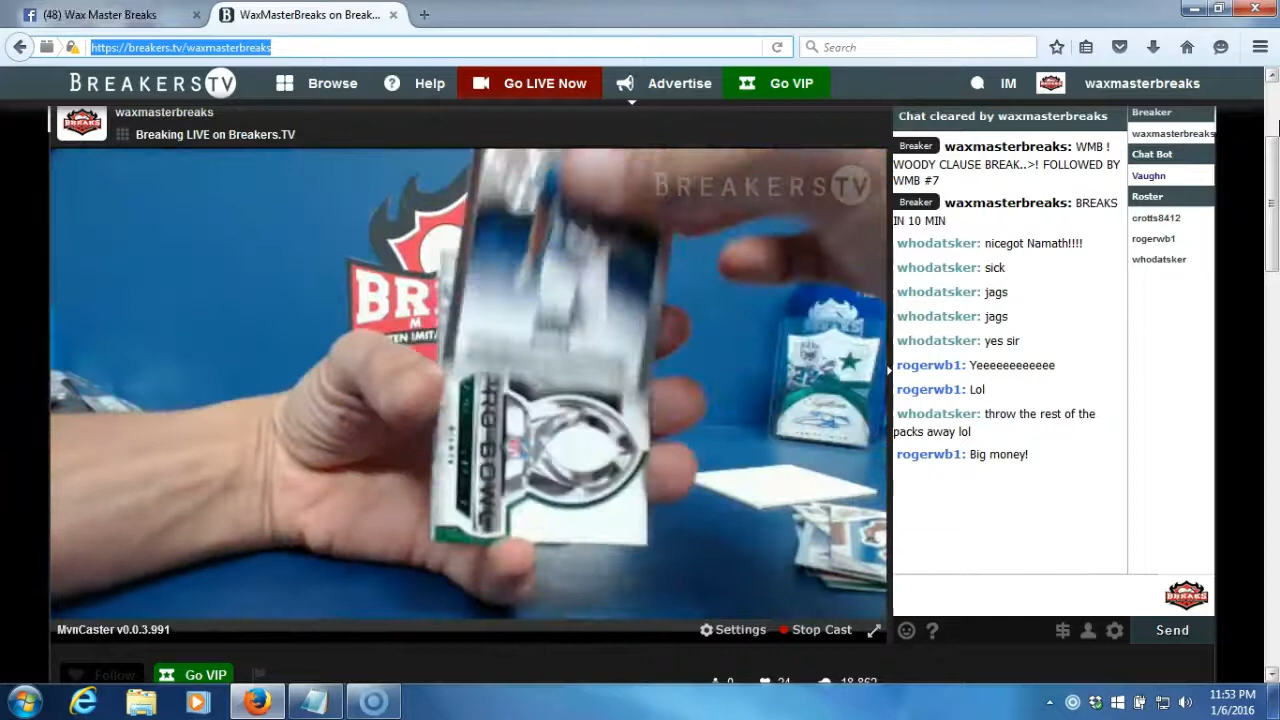 (48) Wax Master Breaks
WaxMasterBreaks on Break...
https://breakers.tv/waxmasterbreaks
Search
BREAKERS TV
Browse
Help
Go LIVE Now
Advertise
Go VIP
IM
waxmasterbreaks
waxmasterbreaks
Breaking LIVE on Breakers.TV
BREAKERS TV
Chat cleared by waxmasterbreaks
Breaker waxmasterbreaks: WMB !
WOODY CLAUSE BREAK..>! FOLLOWED BY
WMB #7
Breaker waxmasterbreaks: BREAKS
IN 10 MIN
whodatsker: nicegot Namath!!!!
whodatsker: sick
whodatsker: jags
whodatsker: jags
whodatsker: yes sir
rogerwb1: Yeeeeeeeeeeee
rogerwb1: Lol
whodatsker: throw the rest of the
packs away lol
rogerwb1: Big money!
Breaker
waxmasterbreaks
Chat Bot
Vaughn
Roster
crotts8412
rogerwb1
whodatsker
BREAKS
MvnCaster v0.0.3.991
Settings
Stop Cast
Send
Follow
Go VIP
11:53 PM
1/6/2016